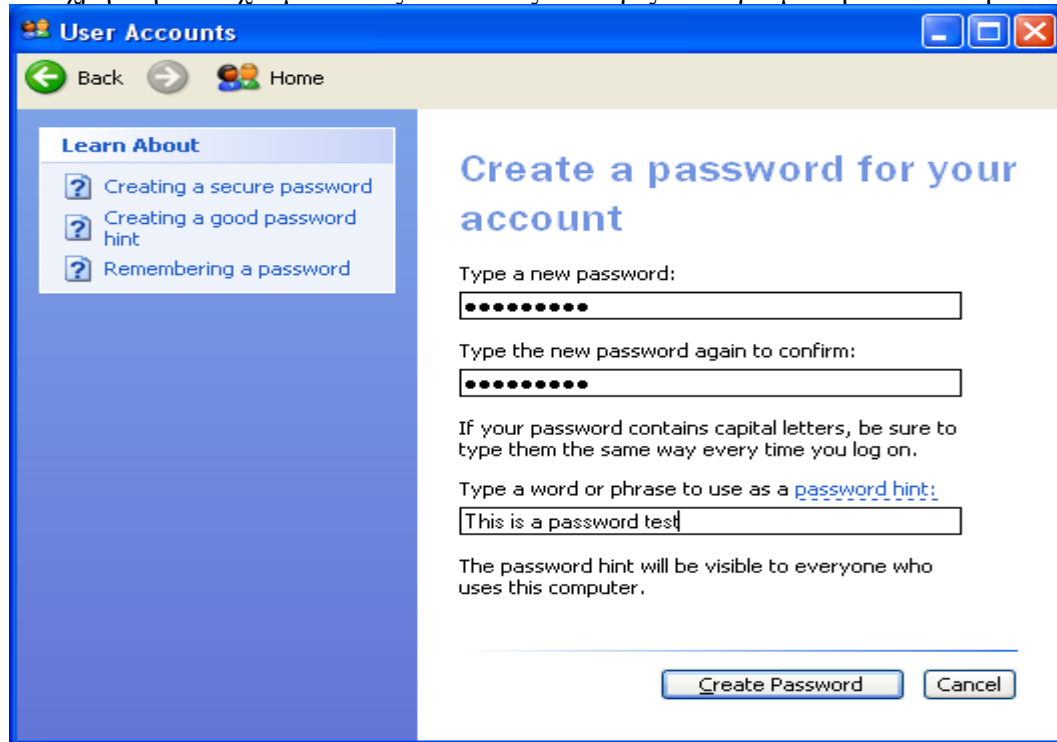 User Accounts
Back Home
Learn About
Creating a secure password
Creating a good password
hint
Remembering a password
Create a password for your
account
Type a new password:
●●●●●●●●●
Type the new password again to confirm:
●●●●●●●●●
If your password contains capital letters, be sure to
type them the same way every time you log on.
Type a word or phrase to use as a password hint:
This is a password test
The password hint will be visible to everyone who
uses this computer.
Create Password Cancel